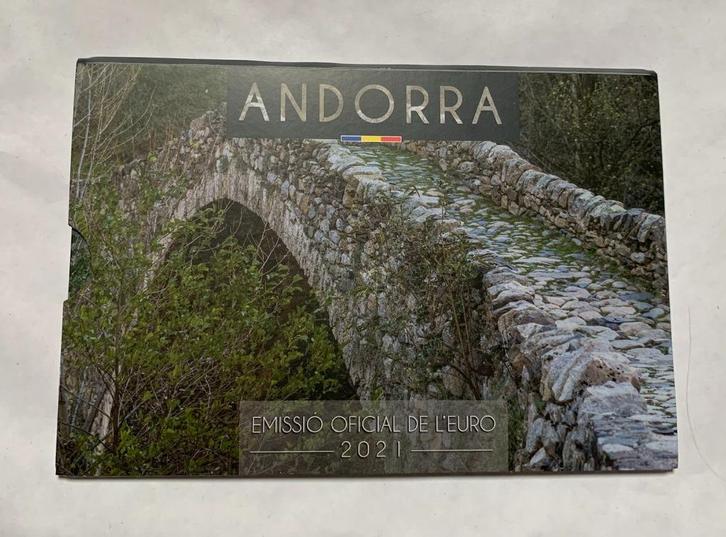 ANDORRA
EMISSIÓ OFICIAL DE L'EURO
2021